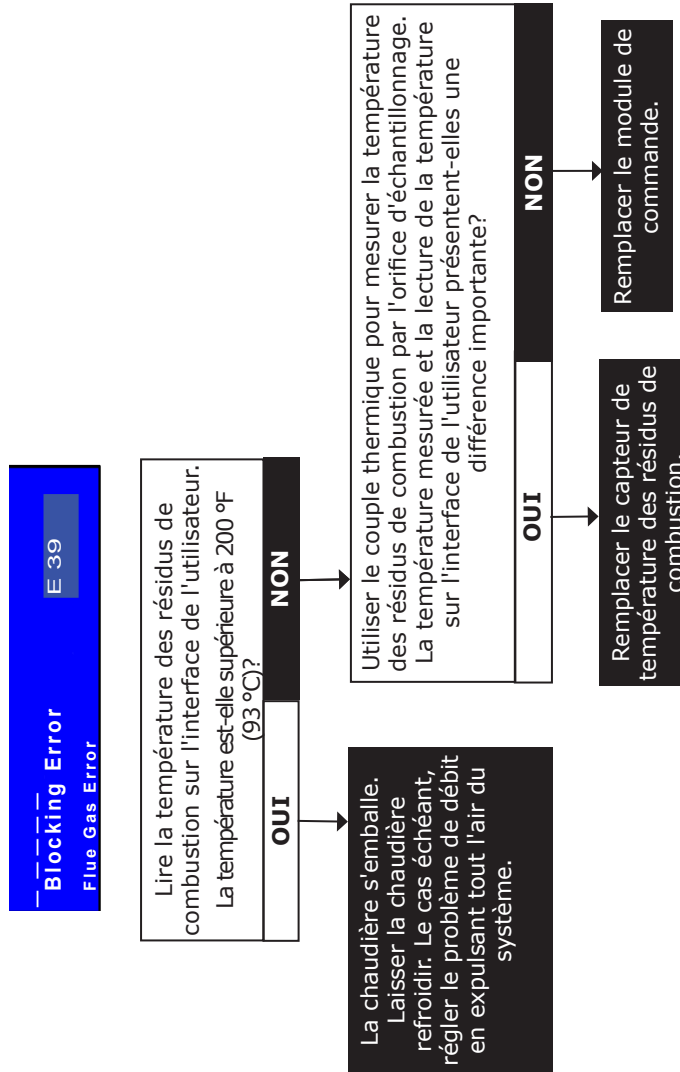 _ _ _ _ _
Blocking Error
E 39
Flue Gas Error
Lire la température des résidus de
combustion sur l'interface de l'utilisateur.
La température est-elle supérieure à 200 °F
(93 °C)?
OUI
NON
La chaudière s'emballe.
Laisser la chaudière
refroidir. Le cas échéant,
régler le problème de débit
en expulsant tout l'air du
système.
Utiliser le couple thermique pour mesurer la température
des résidus de combustion par l'orifice d'échantillonnage.
La température mesurée et la lecture de la température
sur l'interface de l'utilisateur présentent-elles une
différence importante?
OUI
NON
Remplacer le capteur de
température des résidus de
combustion.
Remplacer le module de
commande.